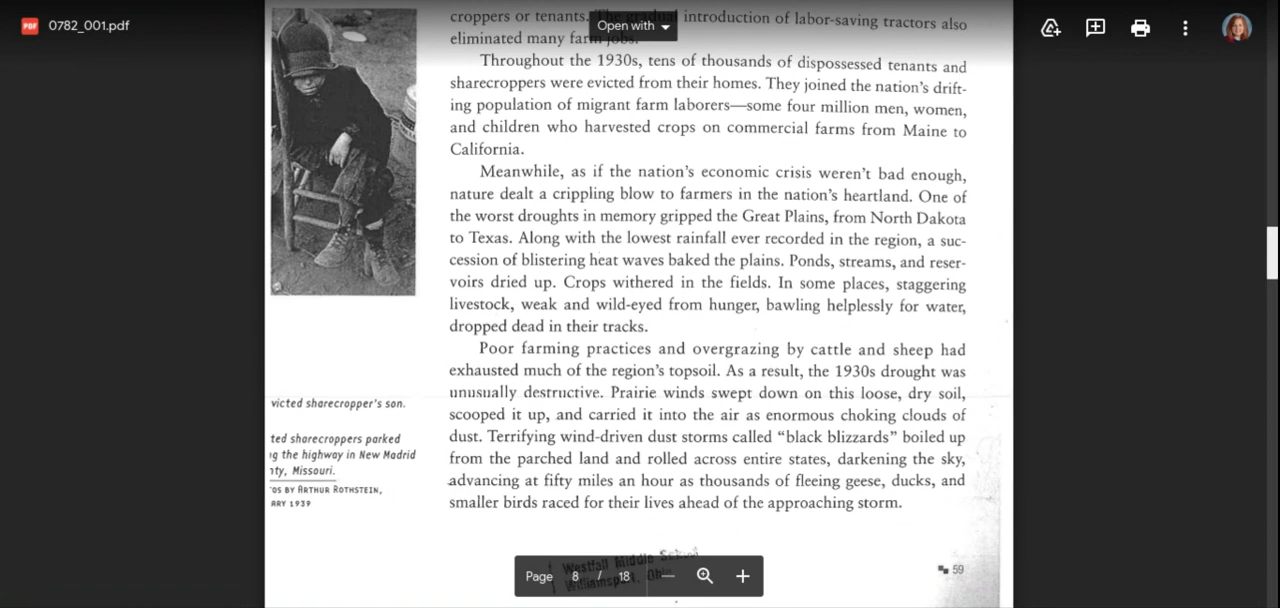 PDF 0782_001.pdf
Open with
croppers or tenants. The gradual introduction of labor-saving tractors also
eliminated many farm jobs.
Throughout the 1930s, tens of thousands of dispossessed tenants and
sharecroppers were evicted from their homes. They joined the nation's drift-
ing population of migrant farm laborers—some four million men, women,
and children who harvested crops on commercial farms from Maine to
California.
Meanwhile, as if the nation's economic crisis weren't bad enough,
nature dealt a crippling blow to farmers in the nation's heartland. One of
the worst droughts in memory gripped the Great Plains, from North Dakota
to Texas. Along with the lowest rainfall ever recorded in the region, a suc-
cession of blistering heat waves baked the plains. Ponds, streams, and reser-
voirs dried up. Crops withered in the fields. In some places, staggering
livestock, weak and wild-eyed from hunger, bawling helplessly for water,
dropped dead in their tracks.
Poor farming practices and overgrazing by cattle and sheep had
exhausted much of the region's topsoil. As a result, the 1930s drought was
unusually destructive. Prairie winds swept down on this loose, dry soil,
scooped it up, and carried it into the air as enormous choking clouds of
dust. Terrifying wind-driven dust storms called "black blizzards" boiled up
from the parched land and rolled across entire states, darkening the sky,
advancing at fifty miles an hour as thousands of fleeing geese, ducks, and
smaller birds raced for their lives ahead of the approaching storm.
victed sharecropper's son.
ted sharecroppers parked
g the highway in New Madrid
nty, Missouri.
OS BY ARTHUR ROTHSTEIN,
ARY 1939
Westfall Middle School
Williamsport, Ohio
59
Page 8 / 18